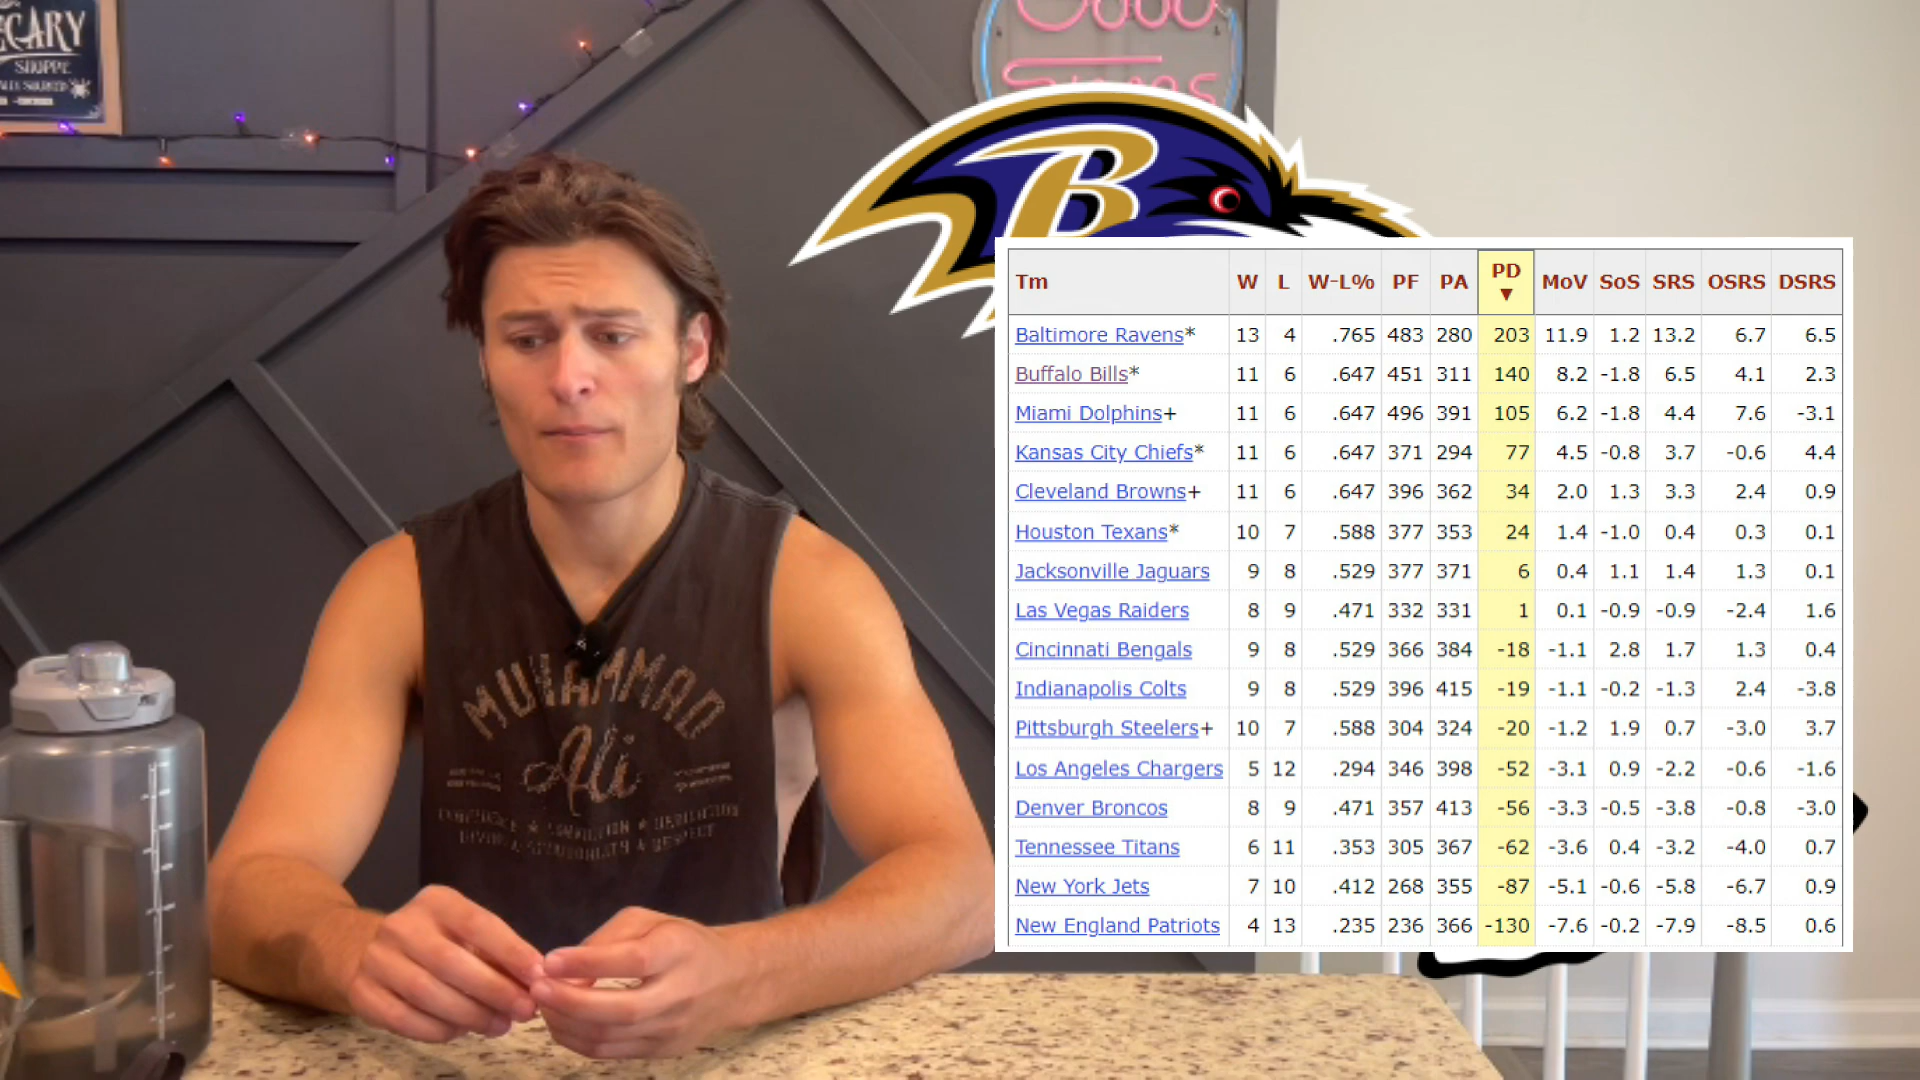 CARY
SHOPPE
GOOD
B
MUHAMMAD
Ali
Tm W L W-L% PF PA PD ▼ MoV SoS SRS OSRS DSRS
Baltimore Ravens* 13 4 .765 483 280 203 11.9 1.2 13.2 6.7 6.5
Buffalo Bills* 11 6 .647 451 311 140 8.2 -1.8 6.5 4.1 2.3
Miami Dolphins+ 11 6 .647 496 391 105 6.2 -1.8 4.4 7.6 -3.1
Kansas City Chiefs* 11 6 .647 371 294 77 4.5 -0.8 3.7 -0.6 4.4
Cleveland Browns+ 11 6 .647 396 362 34 2.0 1.3 3.3 2.4 0.9
Houston Texans* 10 7 .588 377 353 24 1.4 -1.0 0.4 0.3 0.1
Jacksonville Jaguars 9 8 .529 377 371 6 0.4 1.1 1.4 1.3 0.1
Las Vegas Raiders 8 9 .471 332 331 1 0.1 -0.9 -0.9 -2.4 1.6
Cincinnati Bengals 9 8 .529 366 384 -18 -1.1 2.8 1.7 1.3 0.4
Indianapolis Colts 9 8 .529 396 415 -19 -1.1 -0.2 -1.3 2.4 -3.8
Pittsburgh Steelers+ 10 7 .588 304 324 -20 -1.2 1.9 0.7 -3.0 3.7
Los Angeles Chargers 5 12 .294 346 398 -52 -3.1 0.9 -2.2 -0.6 -1.6
Denver Broncos 8 9 .471 357 413 -56 -3.3 -0.5 -3.8 -0.8 -3.0
Tennessee Titans 6 11 .353 305 367 -62 -3.6 0.4 -3.2 -4.0 0.7
New York Jets 7 10 .412 268 355 -87 -5.1 -0.6 -5.8 -6.7 0.9
New England Patriots 4 13 .235 236 366 -130 -7.6 -0.2 -7.9 -8.5 0.6